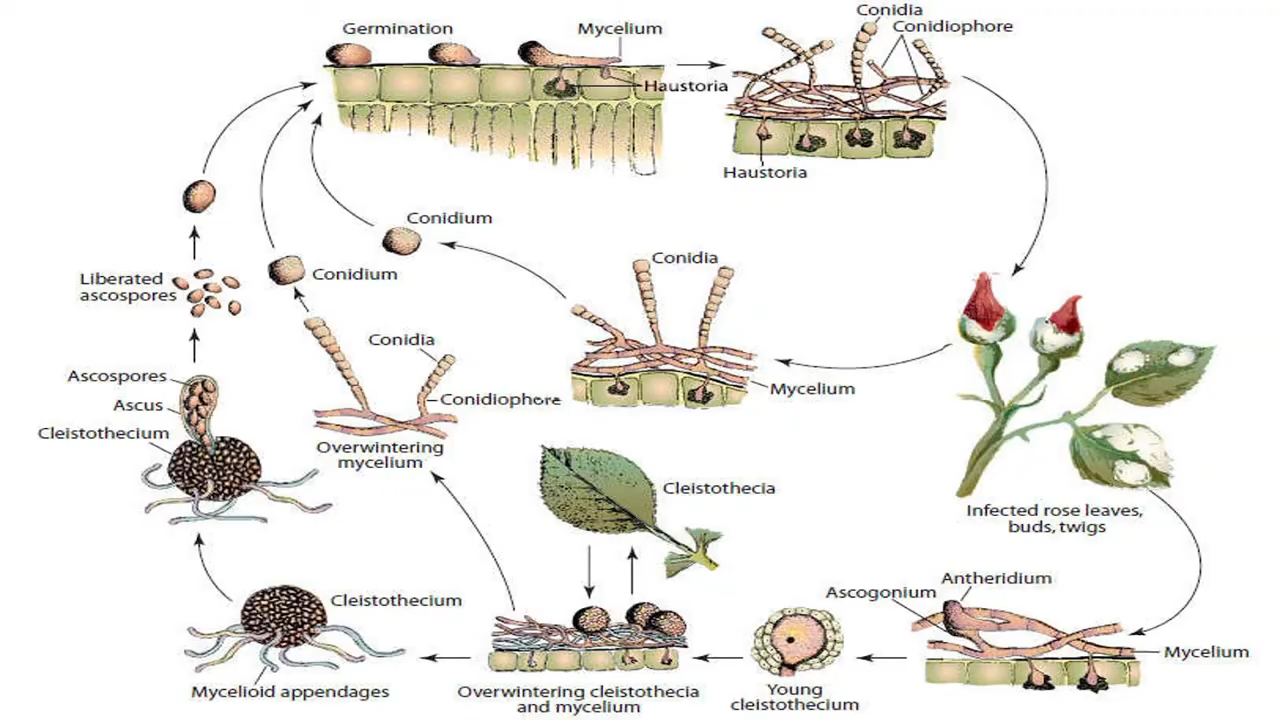 Germination
Mycelium
Haustoria
Conidia
Conidiophore
Haustoria
Conidium
Conidium
Liberated
ascospores
Conidia
Conidia
Conidiophore
Mycelium
Ascospores
Ascus
Cleistothecium
Overwintering
mycelium
Cleistothecia
Infected rose leaves,
buds, twigs
Antheridium
Ascogonium
Mycelium
Cleistothecium
Mycelioid appendages
Overwintering cleistothecia
and mycelium
Young
cleistothecium